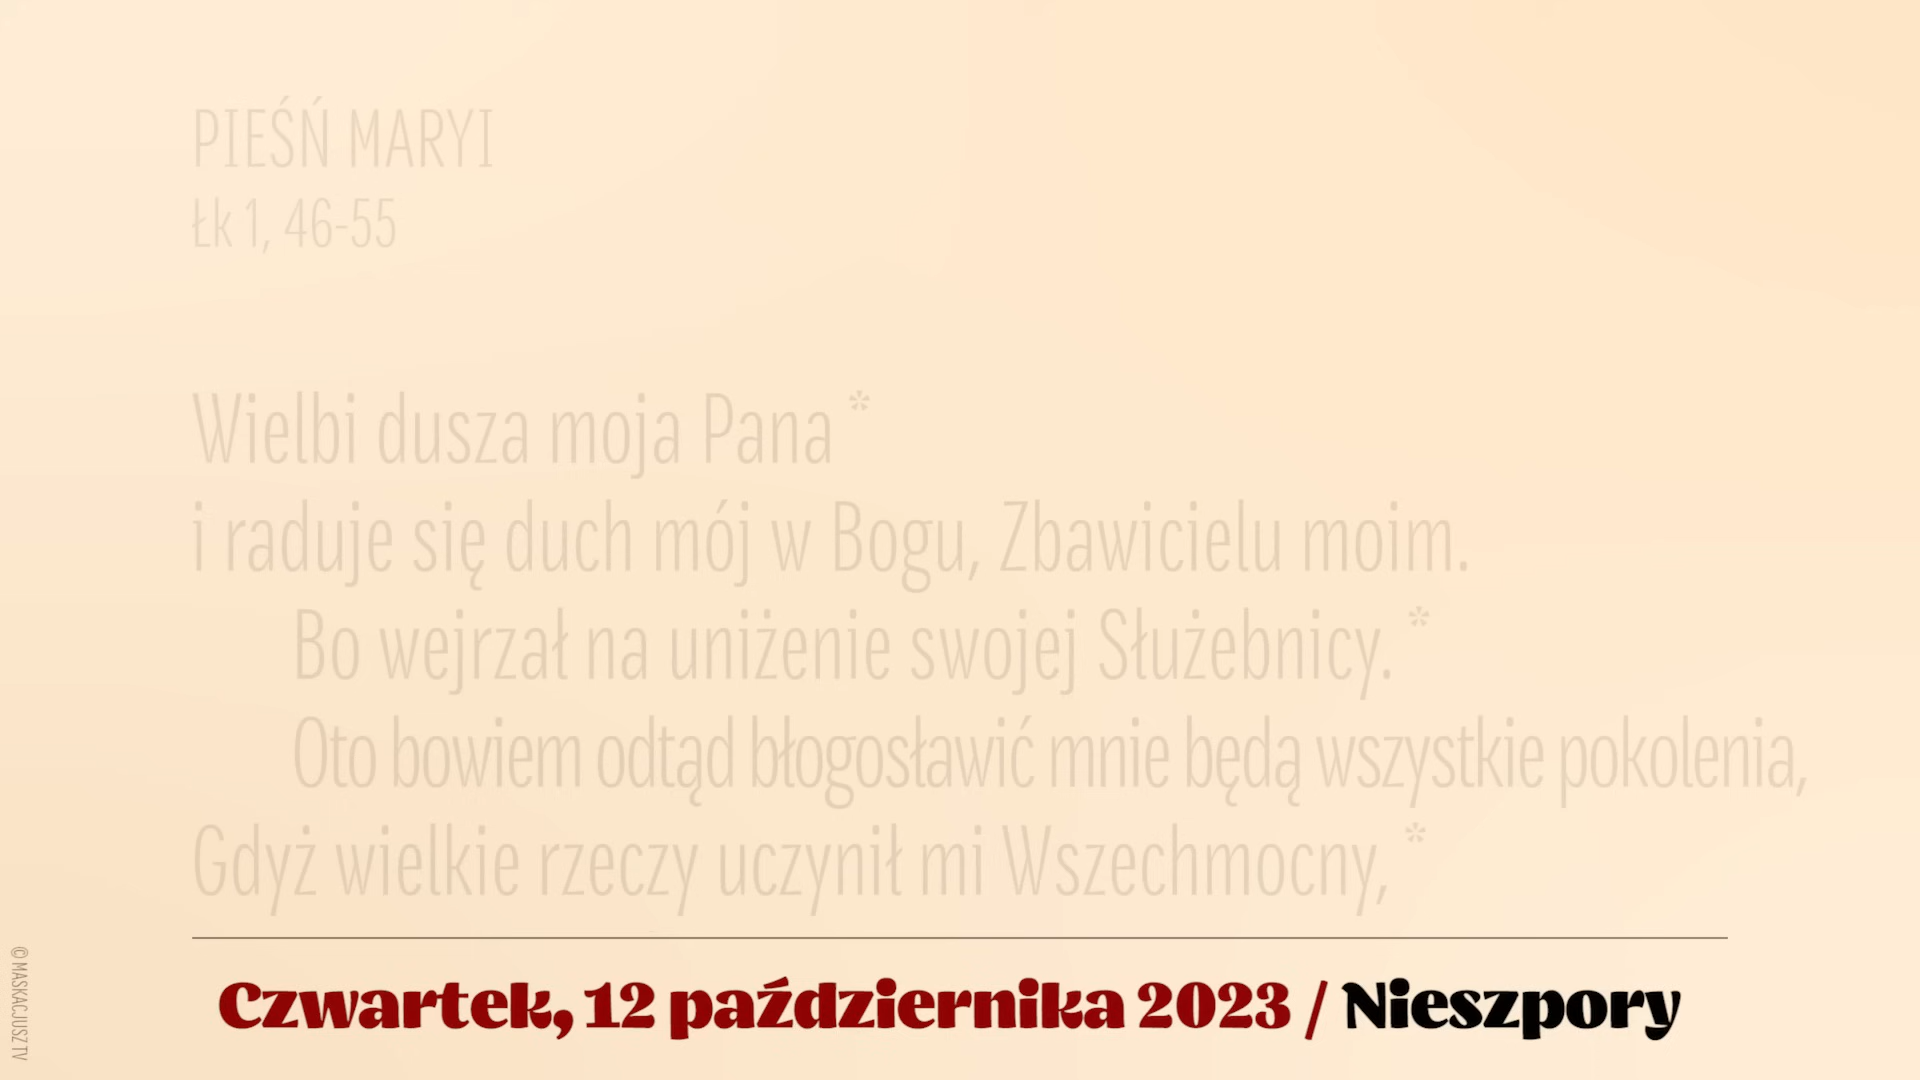 PIEŚŃ MARYI
Łk 1, 46-55
Wielbi dusza moja Pana *
i raduje się duch mój w Bogu, Zbawicielu moim.
Bo wejrzał na uniżenie swojej Służebnicy. *
Oto bowiem odtąd błogosławić mnie będą wszystkie pokolenia,
Gdyż wielkie rzeczy uczynił mi Wszechmocny, *
Czwartek, 12 października 2023 / Nieszpory
© MASKACJUSZ TV